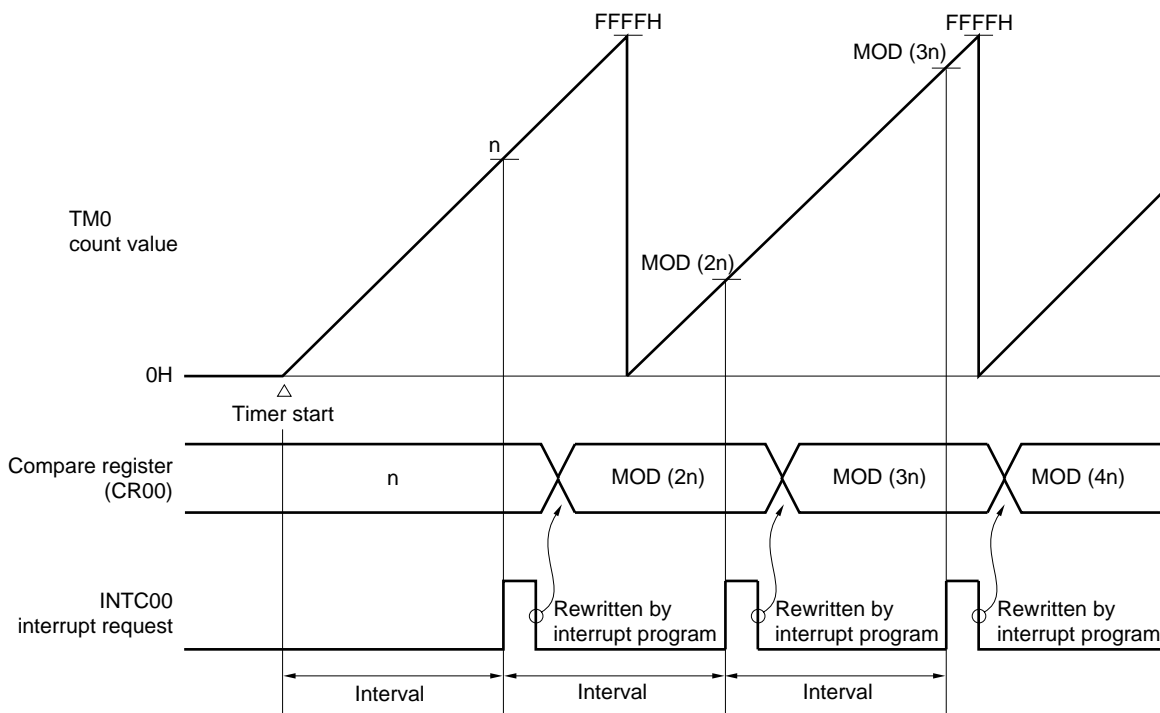 FFFFH
FFFFH
MOD (3n)
n
TM0
count value
MOD (2n)
0H
Timer start
Compare register
(CR00)
n
MOD (2n)
MOD (3n)
MOD (4n)
INTC00
interrupt request
Rewritten by
interrupt program
Rewritten by
interrupt program
Rewritten by
interrupt program
Interval
Interval
Interval